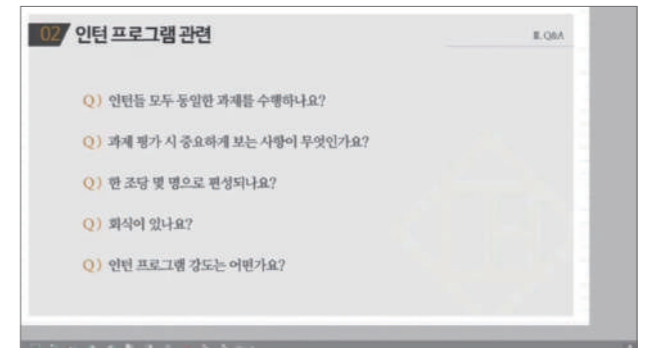 02 인턴 프로그램 관련
Ⅲ. Q&A
Q) 인턴들 모두 동일한 과제를 수행하나요?
Q) 과제 평가 시 중요하게 보는 사항이 무엇인가요?
Q) 한 조당 몇 명으로 편성되나요?
Q) 회식이 있나요?
Q) 인턴 프로그램 강도는 어떤가요?